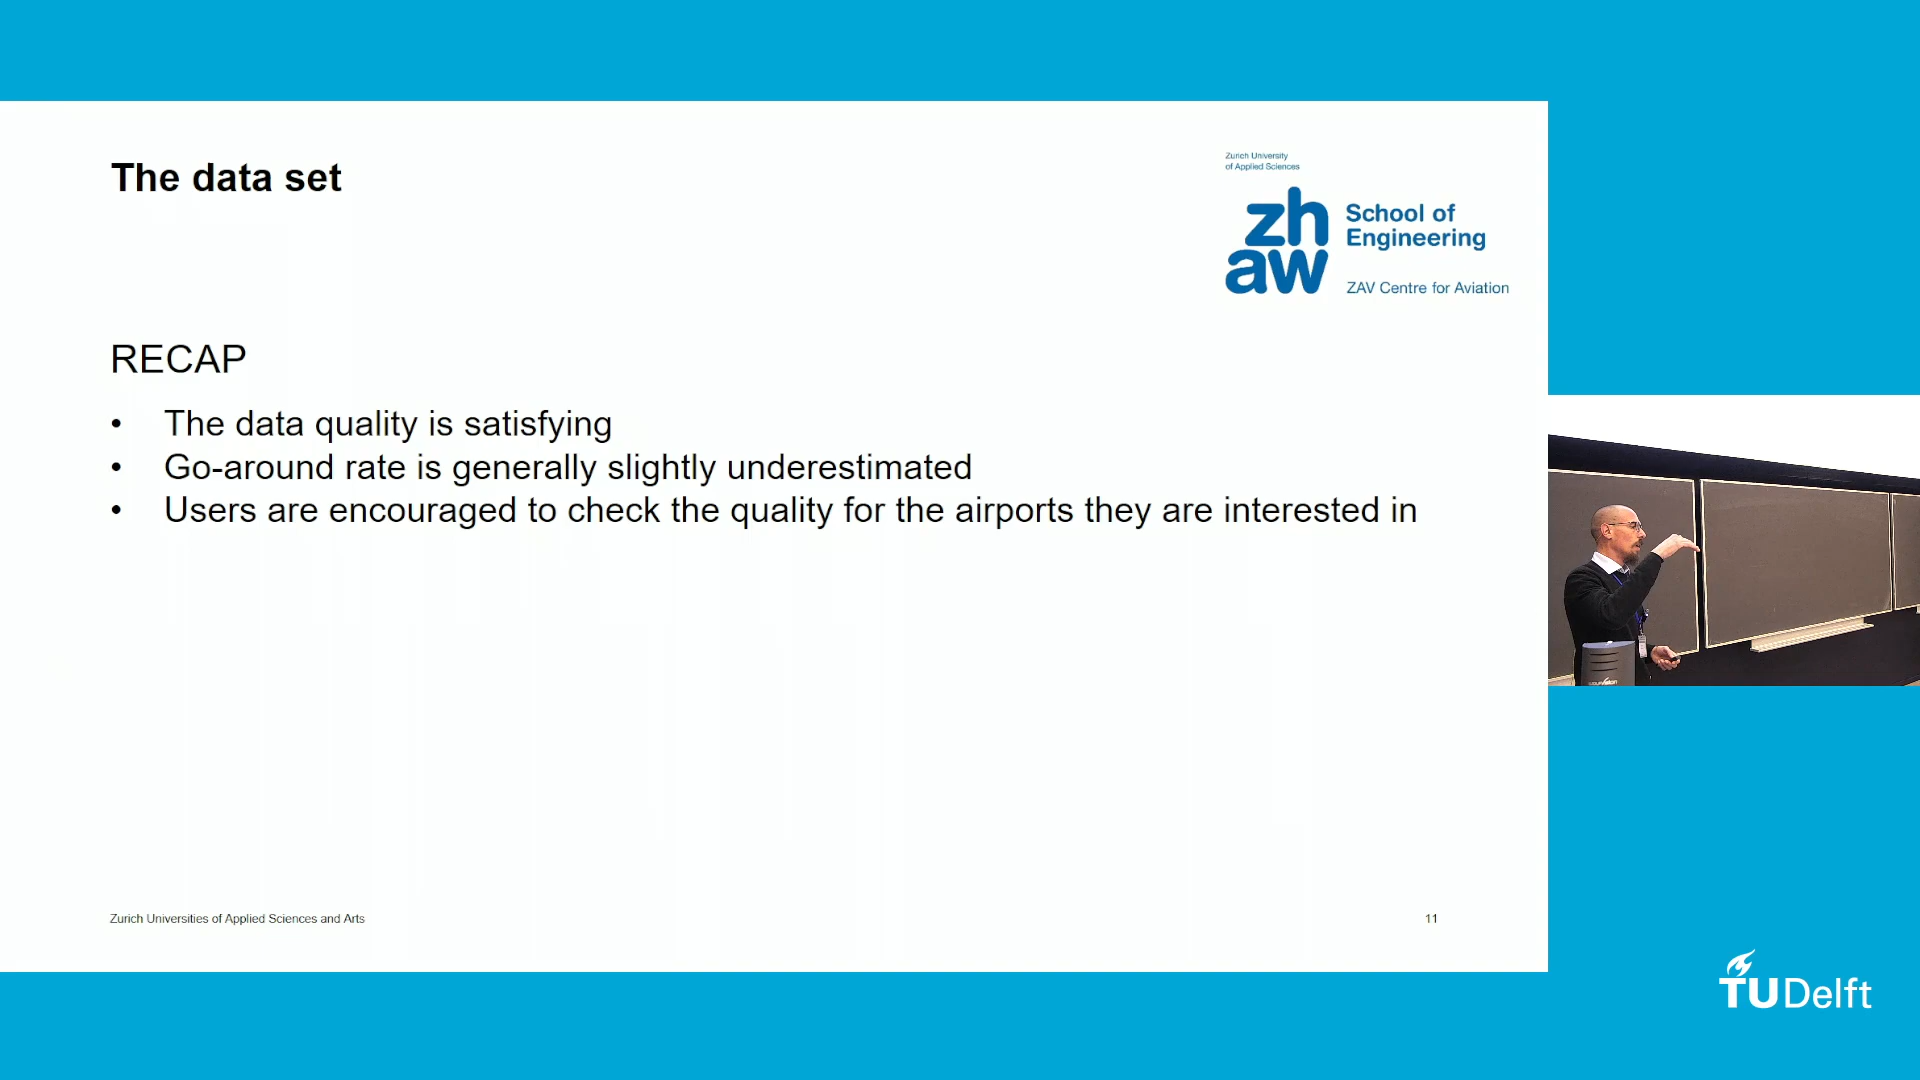 The data set
Zurich University
of Applied Sciences
zh
aw
School of
Engineering
ZAV Centre for Aviation
RECAP
• The data quality is satisfying
• Go-around rate is generally slightly underestimated
• Users are encouraged to check the quality for the airports they are interested in
Zurich Universities of Applied Sciences and Arts
11
TUDelft